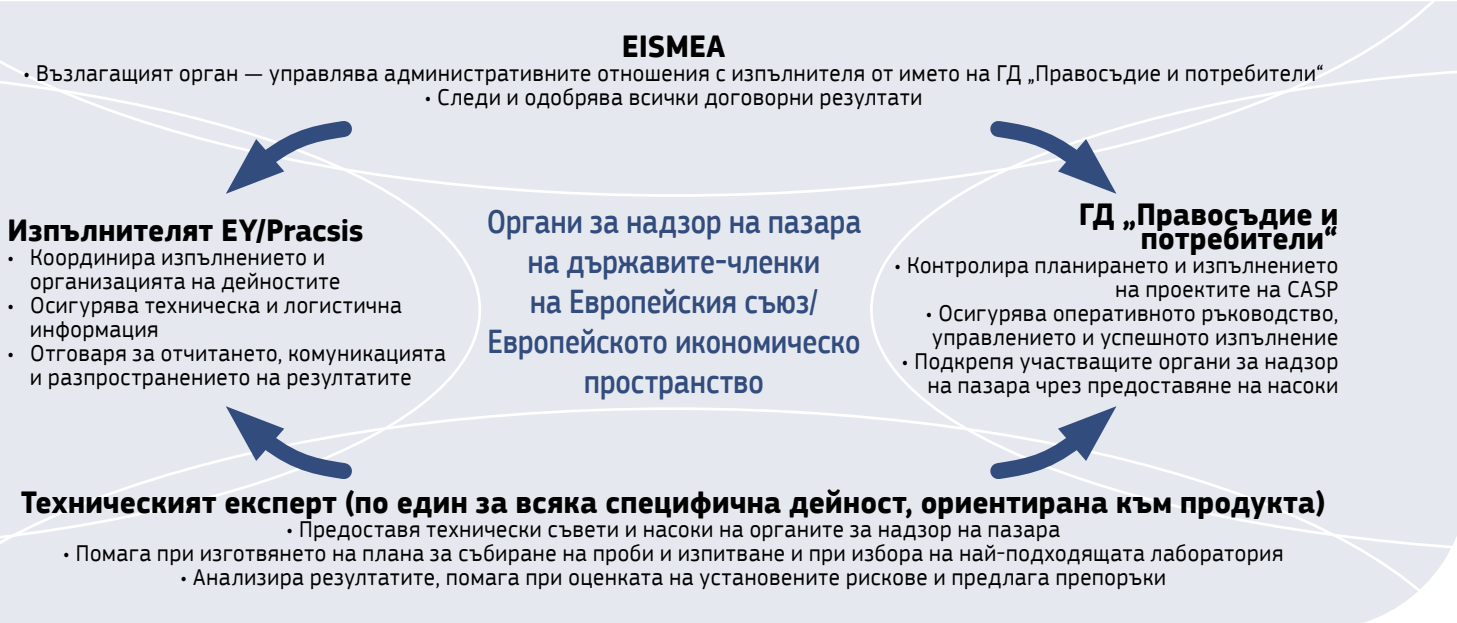 EISMEA
• Възлагащият орган — управлява административните отношения с изпълнителя от името на ГД „Правосъдие и потребители“
• Следи и одобрява всички договорни резултати
Изпълнителят EY/Pracsis
• Координира изпълнението и
организацията на дейностите
• Осигурява техническа и логистична
информация
• Отговаря за отчитането, комуникацията
и разпространението на резултатите
Органи за надзор на пазара
на държавите-членки
на Европейския съюз/
Европейското икономическо
пространство
ГД „Правосъдие и
потребители“
• Контролира планирането и изпълнението
на проектите на CASP
• Осигурява оперативното ръководство,
управлението и успешното изпълнение
• Подкрепя участващите органи за надзор
на пазара чрез предоставяне на насоки
Техническият експерт (по един за всяка специфична дейност, ориентирана към продукта)
• Предоставя технически съвети и насоки на органите за надзор на пазара
• Помага при изготвянето на плана за събиране на проби и изпитване и при избора на най-подходящата лаборатория
• Анализира резултатите, помага при оценката на установените рискове и предлага препоръки